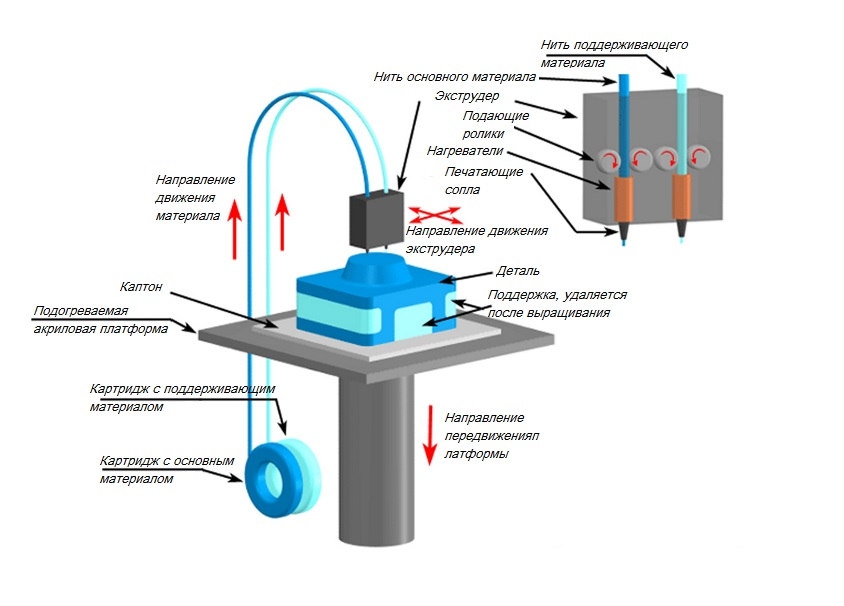 Нить поддерживающего
материала
Нить основного материала
Экструдер
Подающие
ролики
Нагреватели
Печатающие
сопла
Направление
движения
материала
Направление движения
экструдера
Деталь
Каптон
Поддержка, удаляется
после выращивания
Подогреваемая
акриловая платформа
Картридж с поддерживающим
материалом
Направление
передвиженияп
латформы
Картридж с основным
материалом